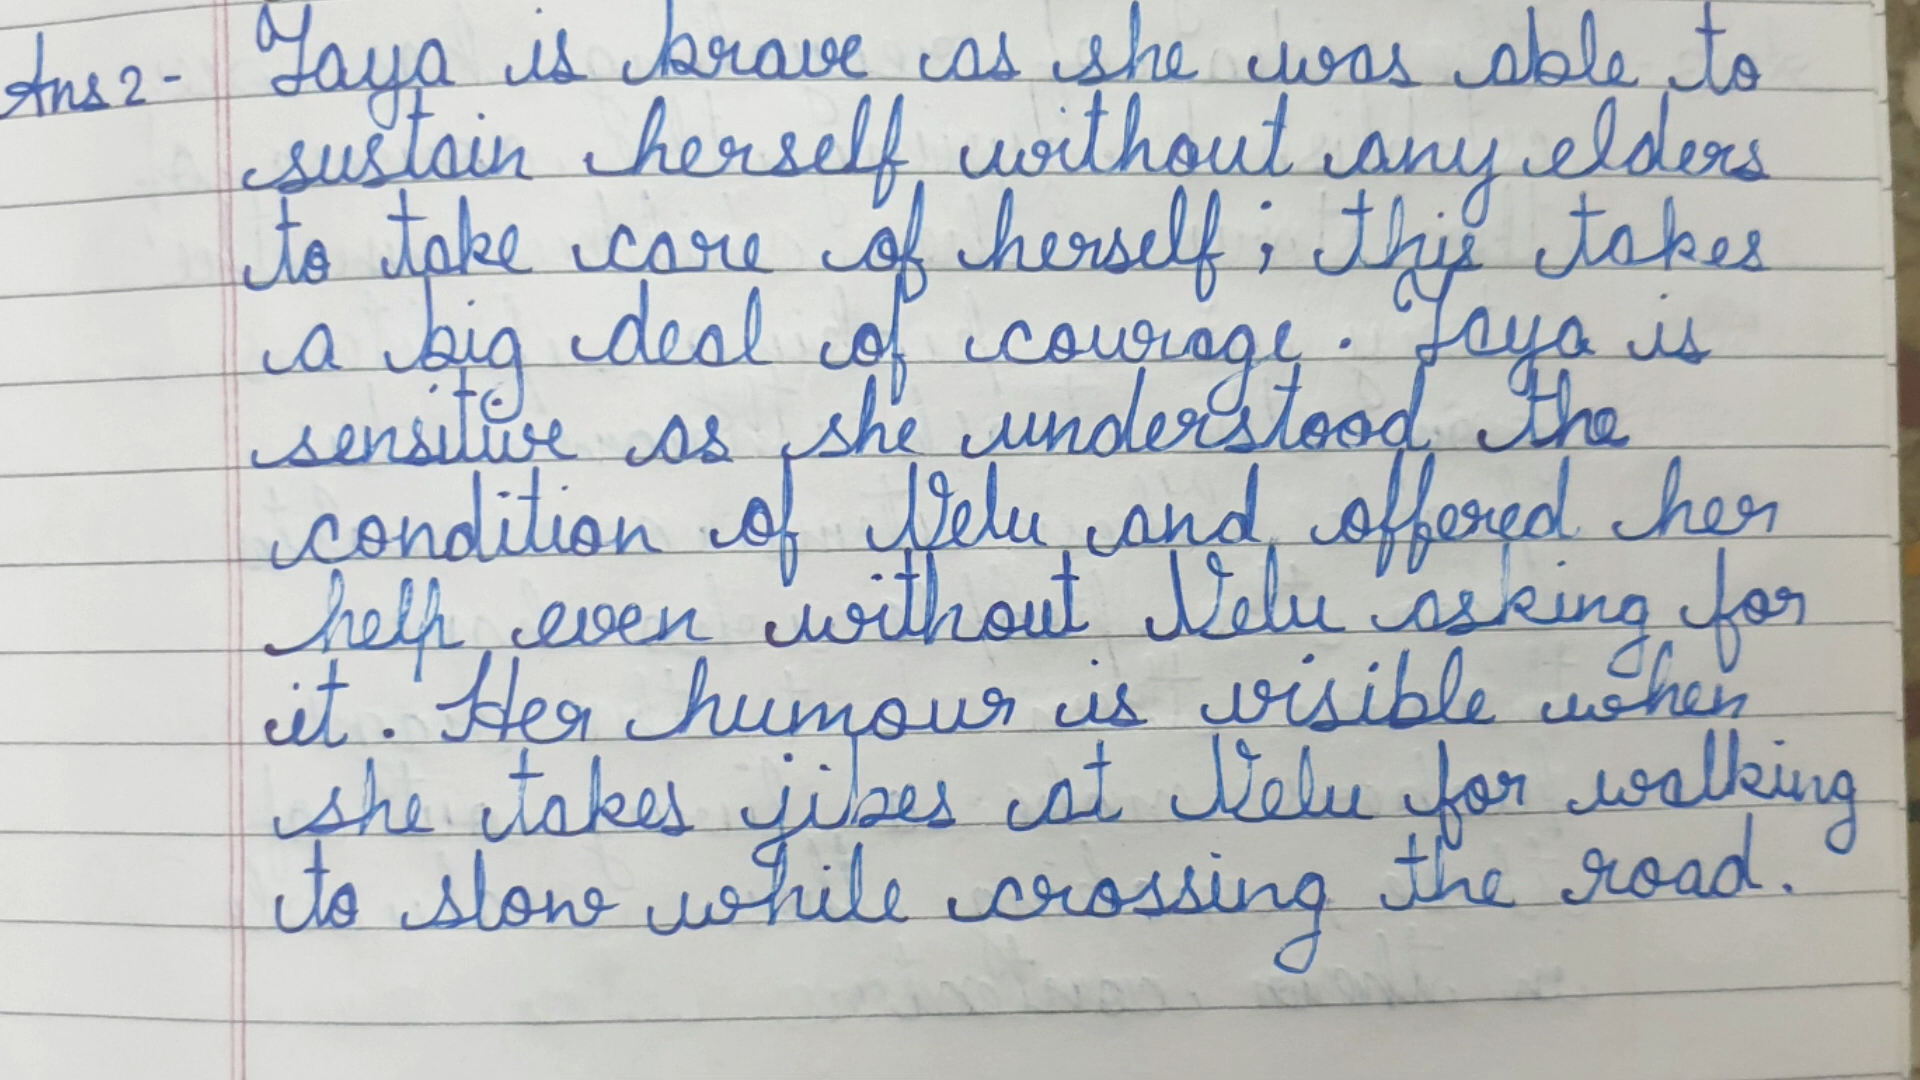 Ans 2 - Jaya is brave as she was able to
sustain herself without any elders
to take care of herself; this takes
a big deal of courage. Jaya is
sensitive as she understood the
condition of Velu and offered her
help even without Velu asking for
it. Her humour is visible when
she takes jibes at Velu for walking
to slow while crossing the road.